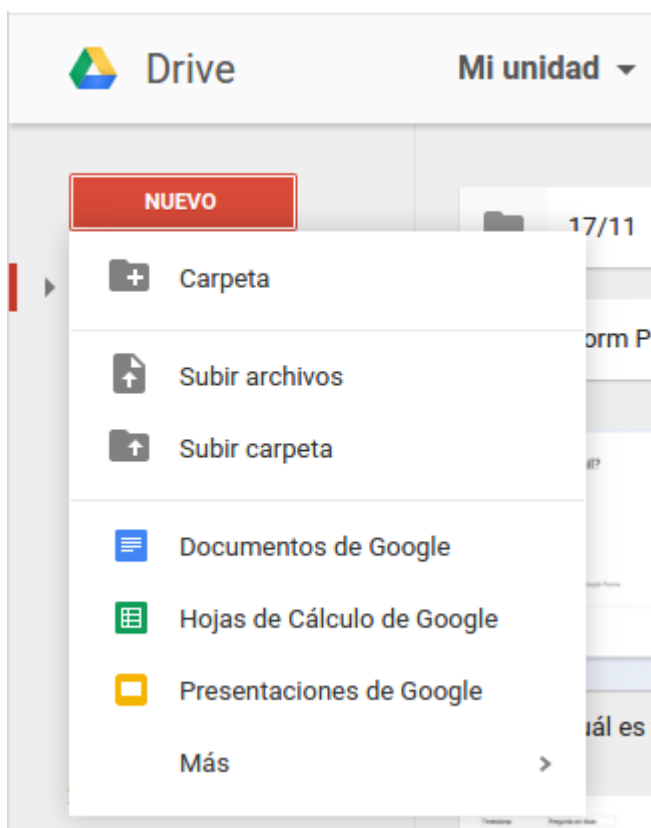 Drive
Mi unidad
NUEVO
17/11
Carpeta
orm P
Subir archivos
Subir carpeta
Documentos de Google
Hojas de Cálculo de Google
Presentaciones de Google
uál es
Más